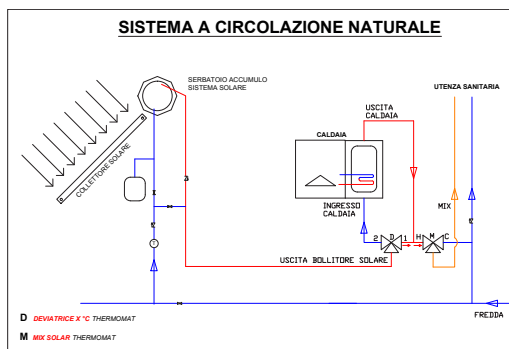 SISTEMA A CIRCOLAZIONE NATURALE
SERBATOIO ACCUMULO
SISTEMA SOLARE
UTENZA SANITARIA
USCITA
CALDAIA
CALDAIA
COLLETTORE SOLARE
INGRESSO
CALDAIA
MIX
2 D 1 H M C
T
USCITA BOLLITORE SOLARE
FREDDA
D DEVIATRICE X °C THERMOMAT
M MIX SOLAR THERMOMAT